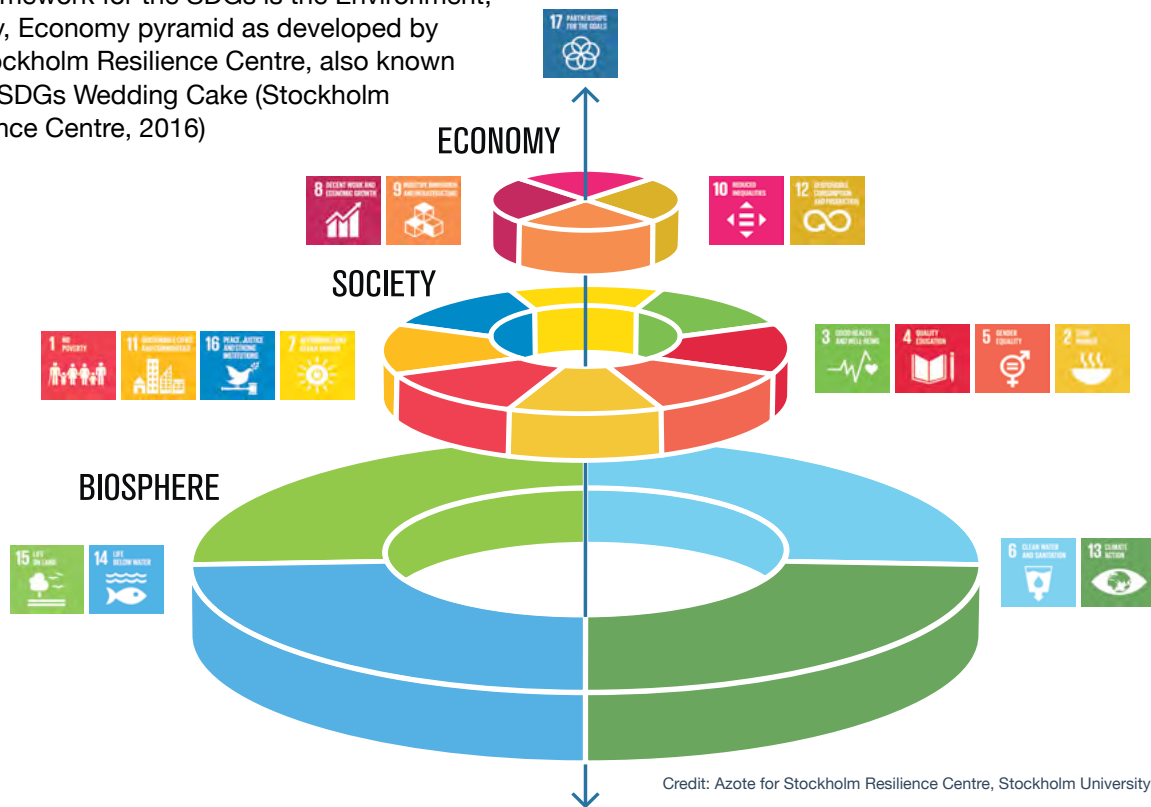 mework for the SDGs is the Environment,
y, Economy pyramid as developed by
ockholm Resilience Centre, also known
SDGs Wedding Cake (Stockholm
nce Centre, 2016)
17 PARTNERSHIPS
FOR THE GOALS
ECONOMY
8 DECENT WORK AND
ECONOMIC GROWTH
9 INDUSTRY, INNOVATION
AND INFRASTRUCTURE
10 REDUCED
INEQUALITIES
12 RESPONSIBLE
CONSUMPTION
AND PRODUCTION
SOCIETY
1 NO
POVERTY
11 SUSTAINABLE CITIES
AND COMMUNITIES
16 PEACE, JUSTICE
AND STRONG
INSTITUTIONS
7 AFFORDABLE AND
CLEAN ENERGY
3 GOOD HEALTH
AND WELL-BEING
4 QUALITY
EDUCATION
5 GENDER
EQUALITY
2 ZERO
HUNGER
BIOSPHERE
15 LIFE
ON LAND
14 LIFE
BELOW WATER
6 CLEAN WATER
AND SANITATION
13 CLIMATE
ACTION
Credit: Azote for Stockholm Resilience Centre, Stockholm University